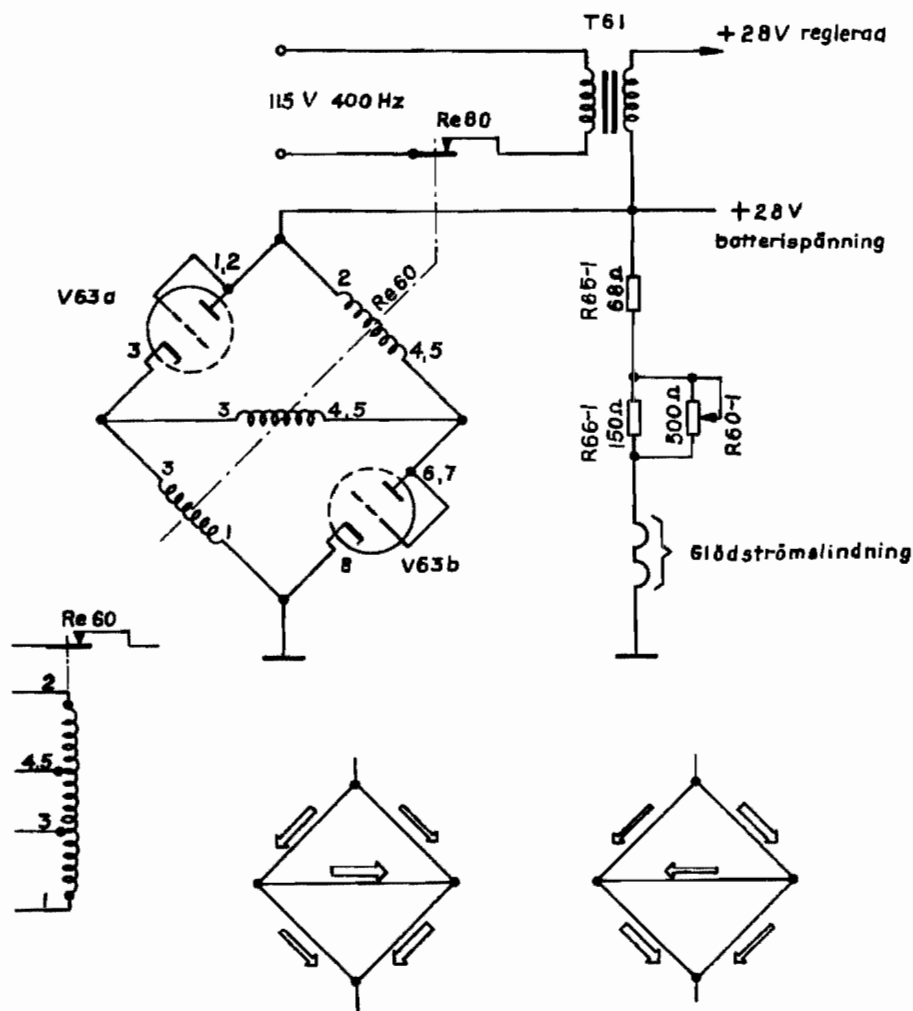 T61
+28V reglerad
115 V 400 Hz
Re80
+28V
batterispänning
1,2
V63a
2
Re60
R65-1
68Ω
3
4,5
3
4,5
R66-1
150Ω
500Ω
R60-1
3
6,7
1
8
V63b
Glödströmslindning
Re60
2
4,5
3
1